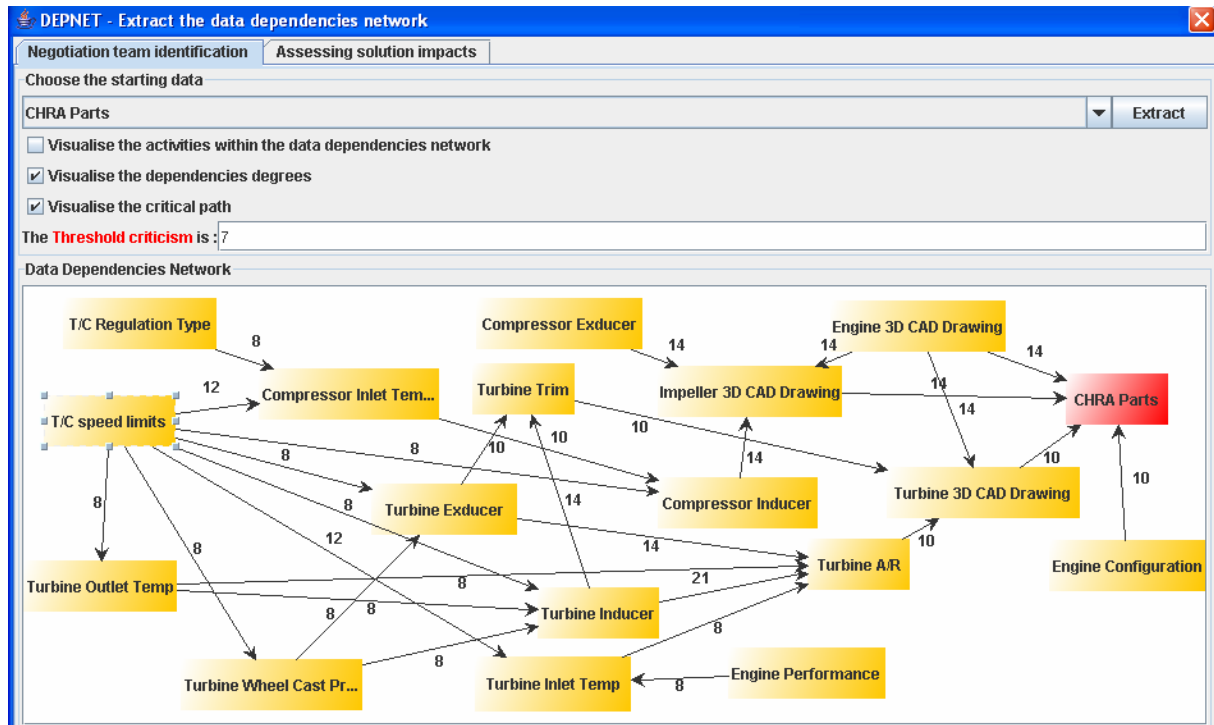 DEPNET - Extract the data dependencies network
Negotiation team identification
Assessing solution impacts
Choose the starting data
CHRA Parts
Extract
Visualise the activities within the data dependencies network
Visualise the dependencies degrees
Visualise the critical path
The Threshold criticism is : 7
Data Dependencies Network
T/C Regulation Type
Compressor Exducer
Engine 3D CAD Drawing
8
14
14
14
12
Compressor Inlet Tem...
Turbine Trim
Impeller 3D CAD Drawing
14
CHRA Parts
T/C speed limits
14
10
10
8
8
10
14
10
10
8
8
14
Turbine Exducer
Compressor Inducer
Turbine 3D CAD Drawing
12
14
10
8
Turbine Outlet Temp
8
21
Turbine A/R
Engine Configuration
8
8
Turbine Inducer
8
8
Turbine Wheel Cast Pr...
Turbine Inlet Temp
8
Engine Performance